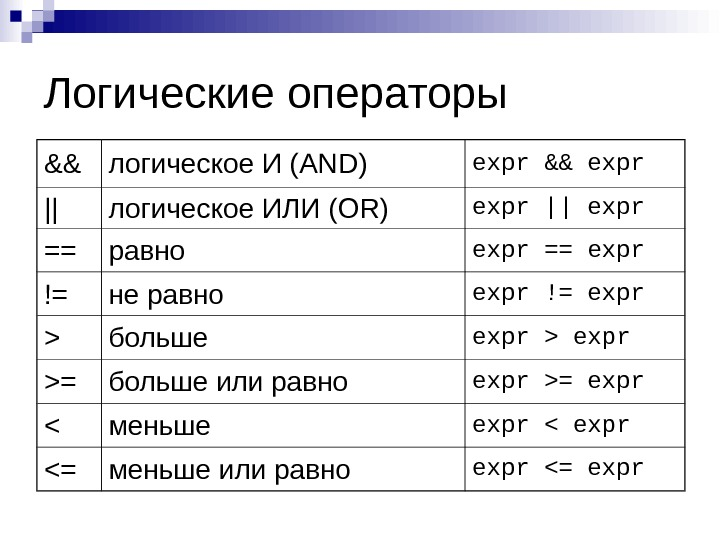 Логические операторы
&& логическое И (AND) expr && expr
|| логическое ИЛИ (OR) expr || expr
== равно expr == expr
!= не равно expr != expr
> больше expr > expr
>= больше или равно expr >= expr
< меньше expr < expr
<= меньше или равно expr <= expr